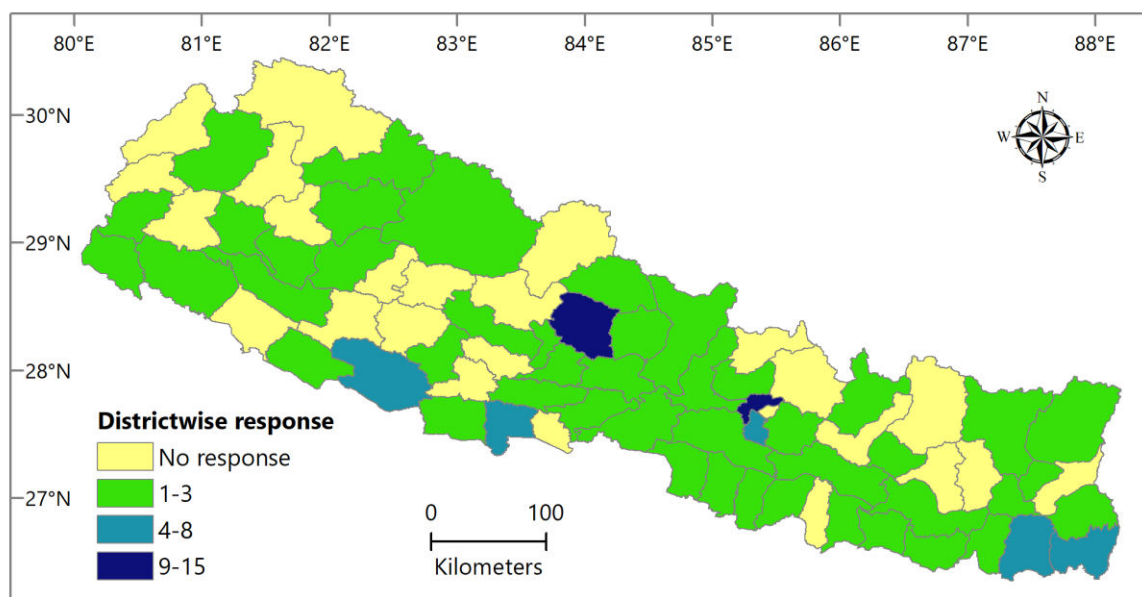 80°E 81°E 82°E 83°E 84°E 85°E 86°E 87°E 88°E
30°N
N
W E
S
29°N
28°N
Districtwise response
No response
1-3
4-8
9-15
27°N
0 100
Kilometers